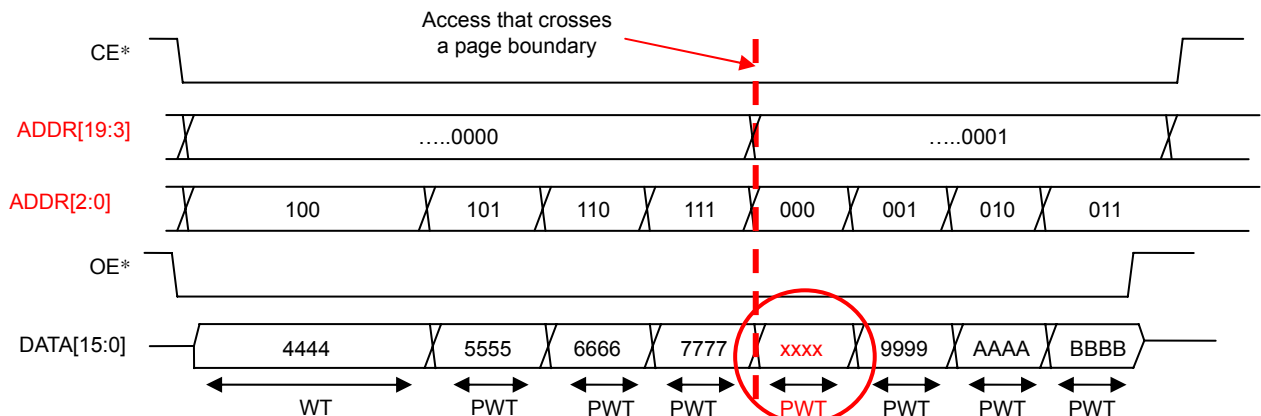 Access that crosses
a page boundary
CE*
ADDR[19:3]
…..0000
…..0001
ADDR[2:0]
100 101 110 111 000 001 010 011
OE*
DATA[15:0]
4444 5555 6666 7777 xxxx 9999 AAAA BBBB
WT PWT PWT PWT PWT PWT PWT PWT